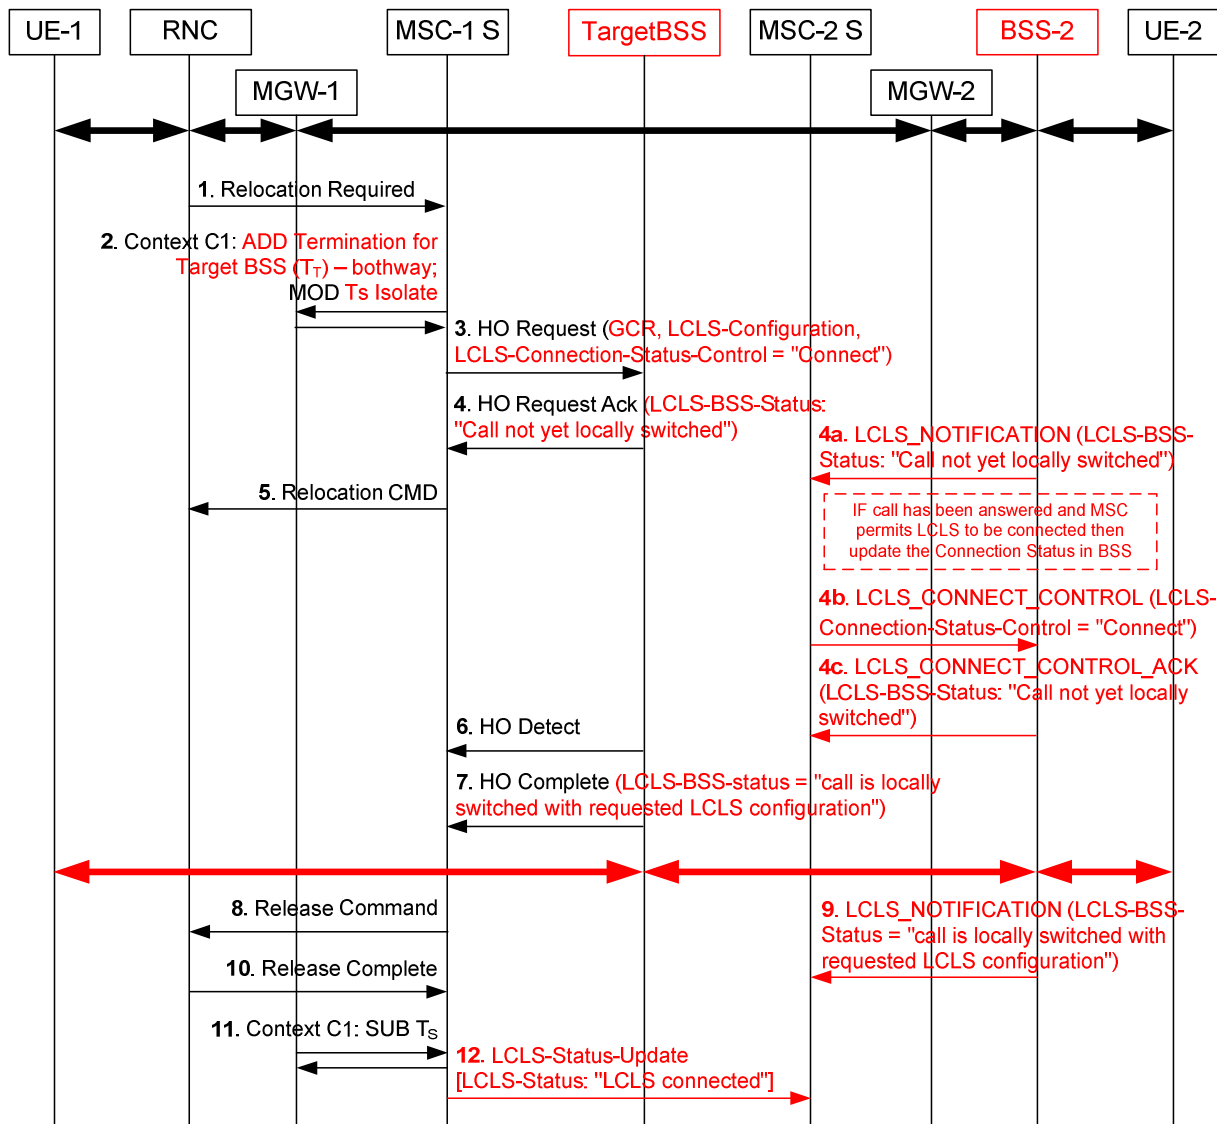 UE-1
RNC
MSC-1 S
TargetBSS
MSC-2 S
BSS-2
UE-2
MGW-1
MGW-2
1. Relocation Required
2. Context C1: ADD Termination for
Target BSS (TT) – bothway;
MOD Ts Isolate
3. HO Request (GCR, LCLS-Configuration,
LCLS-Connection-Status-Control = "Connect")
4. HO Request Ack (LCLS-BSS-Status:
"Call not yet locally switched")
4a. LCLS_NOTIFICATION (LCLS-BSS-
Status: "Call not yet locally switched")
5. Relocation CMD
IF call has been answered and MSC
permits LCLS to be connected then
update the Connection Status in BSS
4b. LCLS_CONNECT_CONTROL (LCLS-
Connection-Status-Control = "Connect")
4c. LCLS_CONNECT_CONTROL_ACK
(LCLS-BSS-Status: "Call not yet locally
switched")
6. HO Detect
7. HO Complete (LCLS-BSS-status = "call is locally
switched with requested LCLS configuration")
8. Release Command
9. LCLS_NOTIFICATION (LCLS-BSS-
Status = "call is locally switched with
requested LCLS configuration")
10. Release Complete
11. Context C1: SUB TS
12. LCLS-Status-Update
[LCLS-Status: "LCLS connected"]